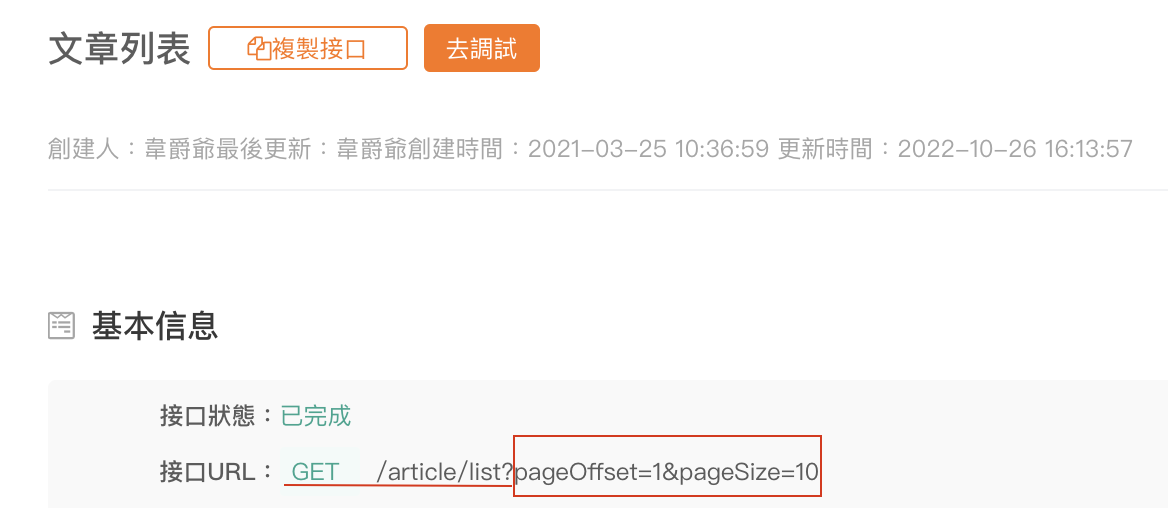 文章列表 複製接口 去調試
創建人：韋爵爺最後更新：韋爵爺創建時間：2021-03-25 10:36:59 更新時間：2022-10-26 16:13:57
基本信息
接口狀態：已完成
接口URL： GET /article/list?pageOffset=1&pageSize=10